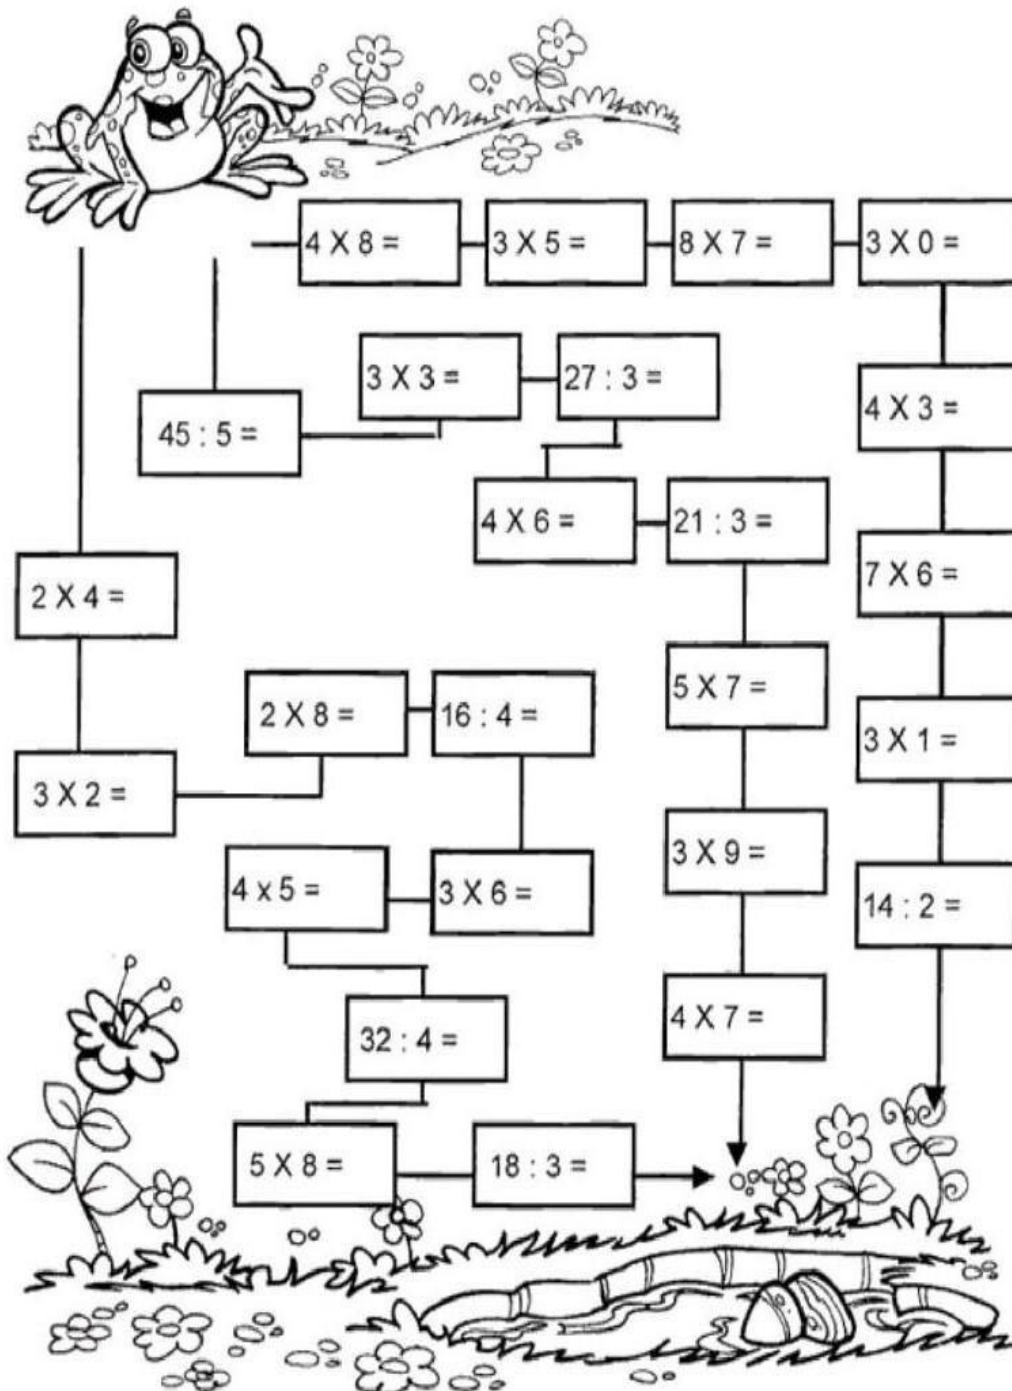 4 X 8 =
3 X 5 =
8 X 7 =
3 X 0 =
3 X 3 =
27 : 3 =
4 X 3 =
45 : 5 =
4 X 6 =
21 : 3 =
7 X 6 =
2 X 4 =
5 X 7 =
2 X 8 =
16 : 4 =
3 X 1 =
3 X 2 =
3 X 9 =
4 x 5 =
3 X 6 =
14 : 2 =
4 X 7 =
32 : 4 =
5 X 8 =
18 : 3 =